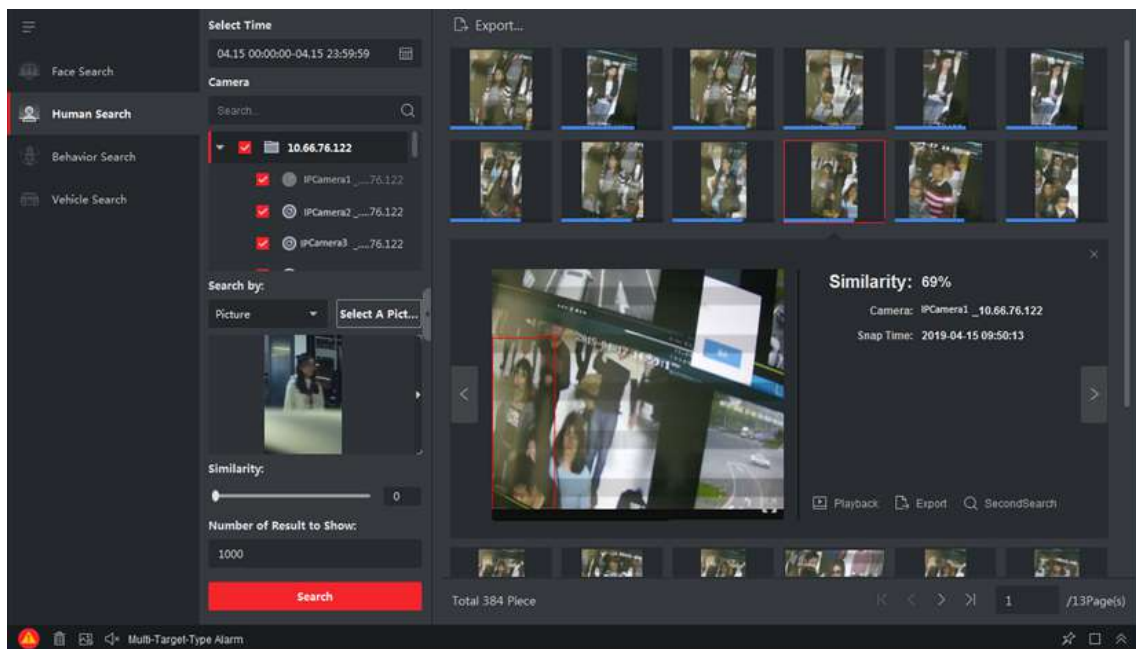 Face Search
Human Search
Behavior Search
Vehicle Search
Select Time
04.15 00:00:00-04.15 23:59:59
Camera
Search...
10.66.76.122
IPCamera1 _....76.122
IPCamera2 _....76.122
IPCamera3 _....76.122
Search by:
Picture
Select A Pict...
Similarity:
0
Number of Result to Show:
1000
Search
Export...
Similarity: 69%
Camera: IPCamera1 _10.66.76.122
Snap Time: 2019-04-15 09:50:13
Playback
Export
SecondSearch
Total 384 Piece
1
/13Page(s)
Multi-Target-Type Alarm